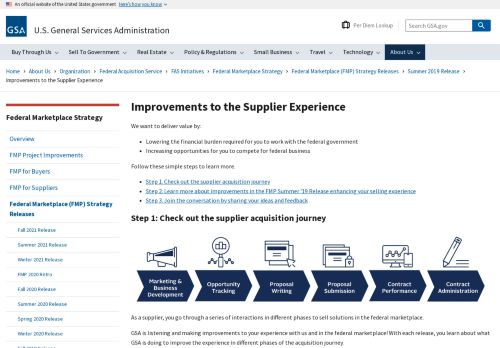 An official website of the United States government Here's how you know
GSA U.S. General Services Administration
Per Diem Lookup
Search GSA.gov
Buy Through Us
Sell To Government
Real Estate
Policy & Regulations
Small Business
Travel
Technology
About Us
Home › About Us › Organization › Federal Acquisition Service › FAS Initiatives › Federal Marketplace Strategy › Federal Marketplace (FMP) Strategy Releases › Summer 2019 Release ›
Improvements to the Supplier Experience
Federal Marketplace Strategy
Overview
FMP Project Improvements
FMP for Buyers
FMP for Suppliers
Federal Marketplace (FMP) Strategy
Releases
Fall 2021 Release
Summer 2021 Release
Winter 2021 Release
FMP 2020 Retro
Fall 2020 Release
Summer 2020 Release
Spring 2020 Release
Winter 2020 Release
Improvements to the Supplier Experience
We want to deliver value by:
Lowering the financial burden required for you to work with the federal government
Increasing opportunities for you to compete for federal business
Follow these simple steps to learn more.
Step 1: Check out the supplier acquisition journey
Step 2: Learn more about improvements in the FMP Summer '19 Release enhancing your selling experience
Step 3. Join the conversation by sharing your ideas and feedback
Step 1: Check out the supplier acquisition journey
Marketing &
Business
Development
Opportunity
Tracking
Proposal
Writing
Proposal
Submission
Contract
Performance
Contract
Administration
As a supplier, you go through a series of interactions in different phases to sell solutions in the federal marketplace.
GSA is listening and making improvements to your experience with us and in the federal marketplace! With each release, you learn about what
GSA is doing to improve the experience in different phases of the acquisition journey.